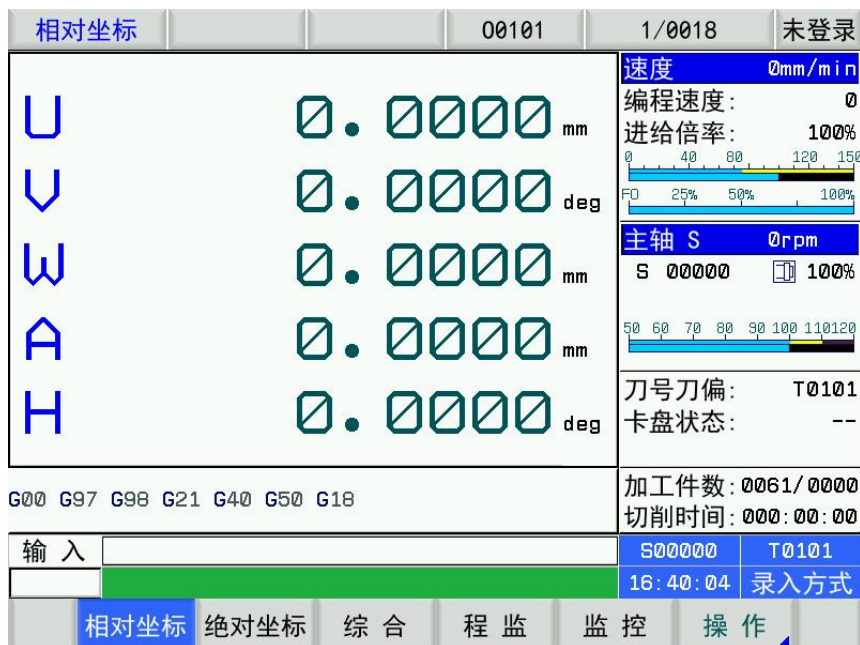 相对坐标 O0101 1/0018 未登录
U 0.0000 mm
V 0.0000 deg
W 0.0000 mm
A 0.0000 mm
H 0.0000 deg
G00 G97 G98 G21 G40 G50 G18
速度 0mm/min
编程速度: 0
进给倍率: 100%
0 40 80 120 150
F0 25% 50% 100%
主轴 S 0rpm
S 00000 100%
50 60 70 80 90 100 110120
刀号刀偏: T0101
卡盘状态: --
加工件数:0061/0000
切削时间:000:00:00
输入 S00000 T0101
16:40:04 录入方式
相对坐标 绝对坐标 综合 程监 监控 操作